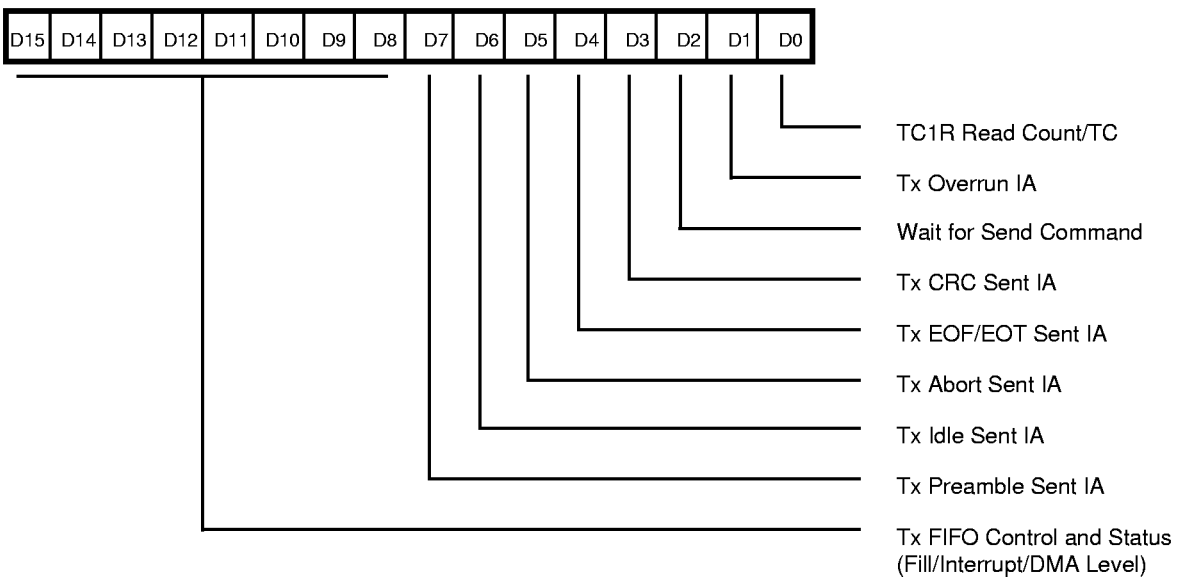 D15 D14 D13 D12 D11 D10 D9 D8 D7 D6 D5 D4 D3 D2 D1 D0
TC1R Read Count/TC
Tx Overrun IA
Wait for Send Command
Tx CRC Sent IA
Tx EOF/EOT Sent IA
Tx Abort Sent IA
Tx Idle Sent IA
Tx Preamble Sent IA
Tx FIFO Control and Status
(Fill/Interrupt/DMA Level)